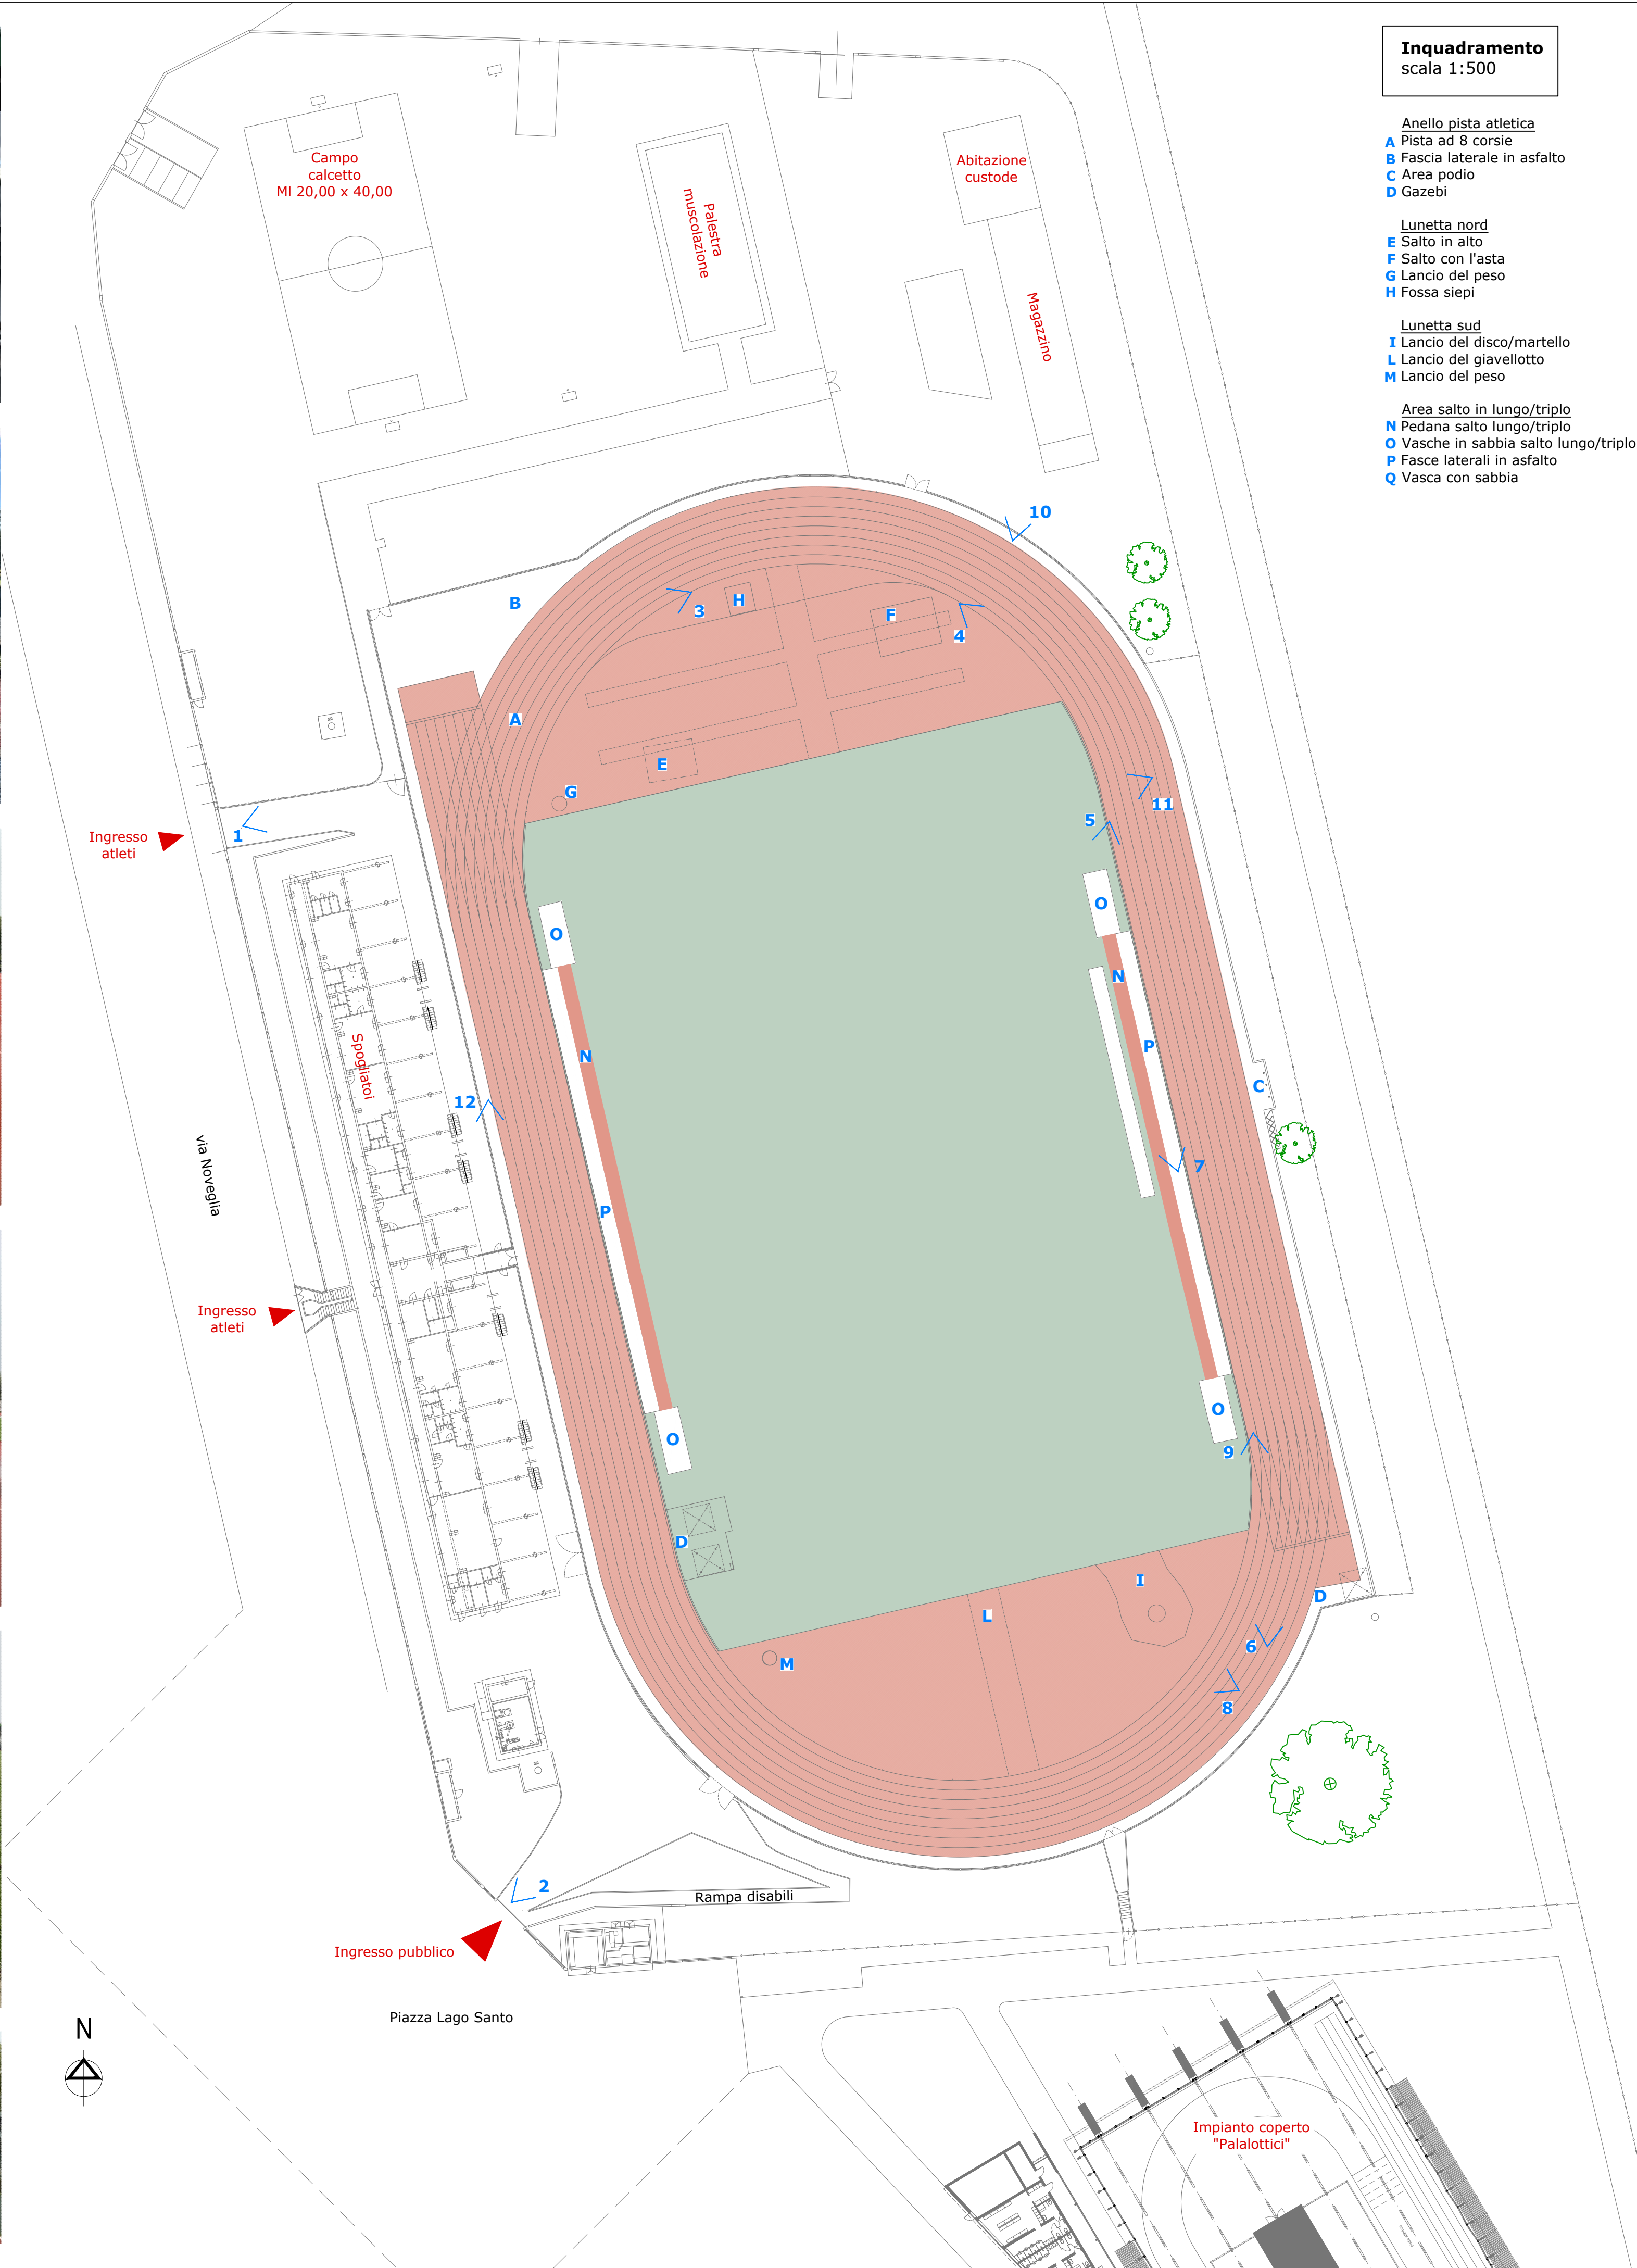 Inquadramento
scala 1:500
Anello pista atletica
A Pista ad 8 corsie
B Fascia laterale in asfalto
C Area podio
D Gazebi
Lunetta nord
E Salto in alto
F Salto con l'asta
G Lancio del peso
H Fossa siepi
Lunetta sud
I Lancio del disco/martello
L Lancio del giavellotto
M Lancio del peso
Area salto in lungo/triplo
N Pedana salto lungo/triplo
O Vasche in sabbia salto lungo/triplo
P Fasce laterali in asfalto
Q Vasca con sabbia
Campo
calcetto
Ml 20,00 x 40,00
Palestra
muscolazione
Abitazione
custode
Magazzino
10
B
3
H
F
4
A
E
G
11
5
1
Ingresso
atleti
O
O
N
N
P
Spogliatoi
C
12
7
via Noveglia
P
Ingresso
atleti
O
O
9
D
I
D
L
6
M
8
2
Rampa disabili
Ingresso pubblico
Piazza Lago Santo
N
Impianto coperto
"Palalottici"